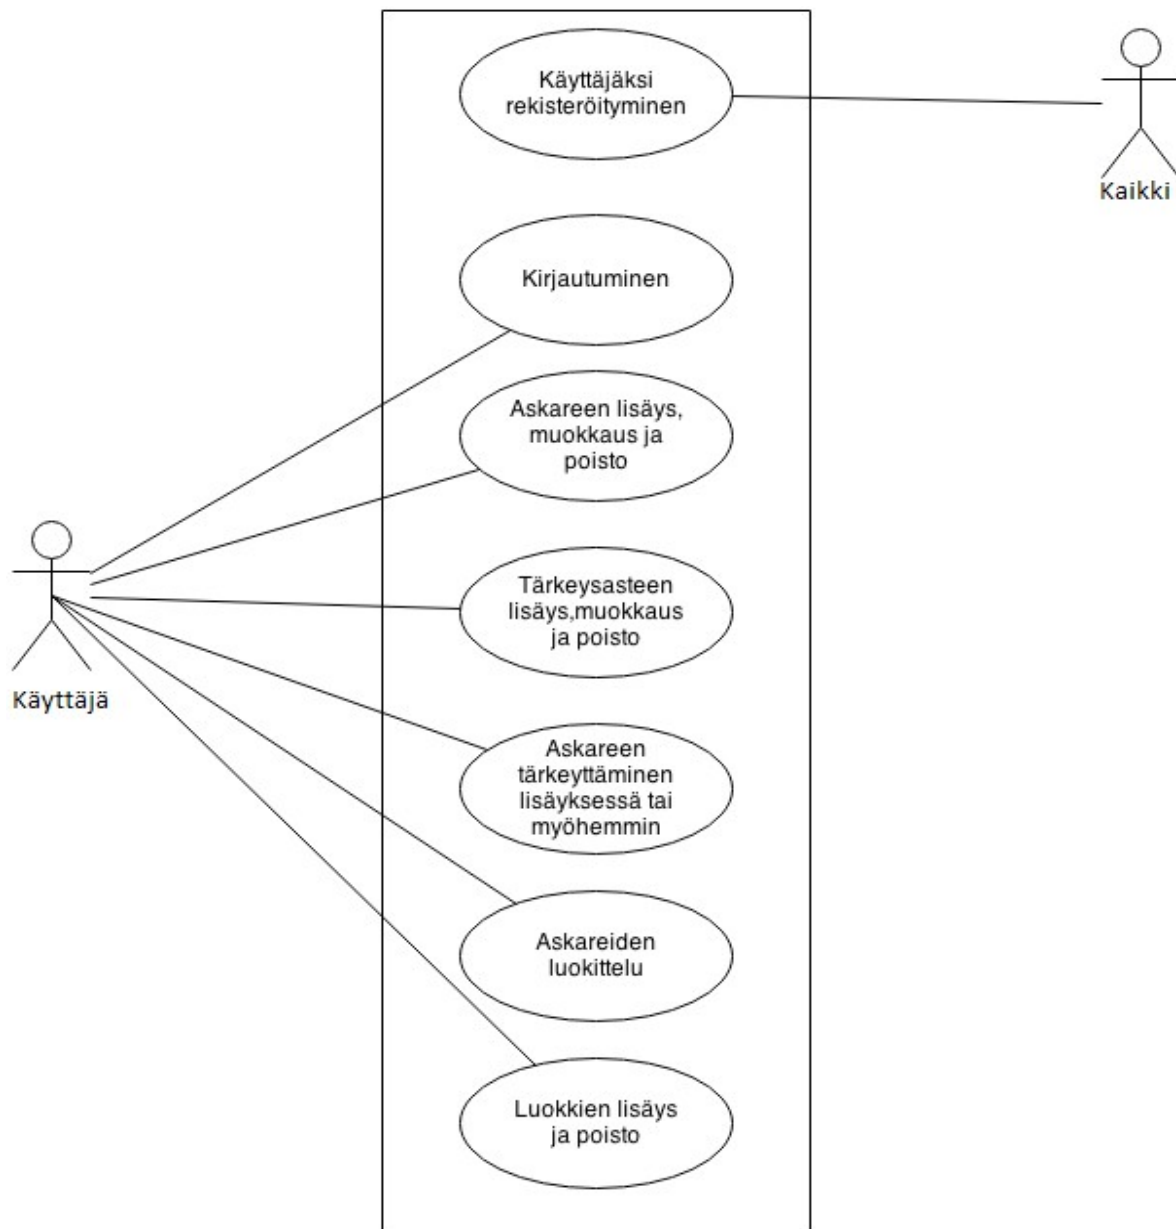 Käyttäjäksi
rekisteröityminen
Kaikki
Kirjautuminen
Askareen lisäys,
muokkaus ja
poisto
Tärkeysasteen
lisäys,muokkaus
ja poisto
Käyttäjä
Askareen
tärkeyttäminen
lisäyksessä tai
myöhemmin
Askareiden
luokittelu
Luokkien lisäys
ja poisto